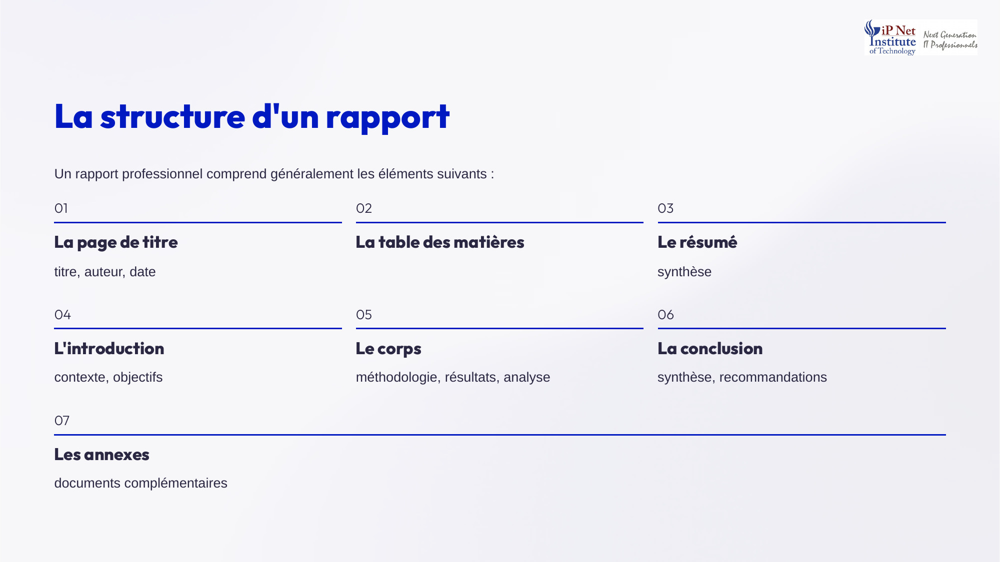 iP Net
Institute
of Technology
Next Generation
IT Professionnels
La structure d'un rapport
Un rapport professionnel comprend généralement les éléments suivants :
01
La page de titre
titre, auteur, date
02
La table des matières
03
Le résumé
synthèse
04
L'introduction
contexte, objectifs
05
Le corps
méthodologie, résultats, analyse
06
La conclusion
synthèse, recommandations
07
Les annexes
documents complémentaires